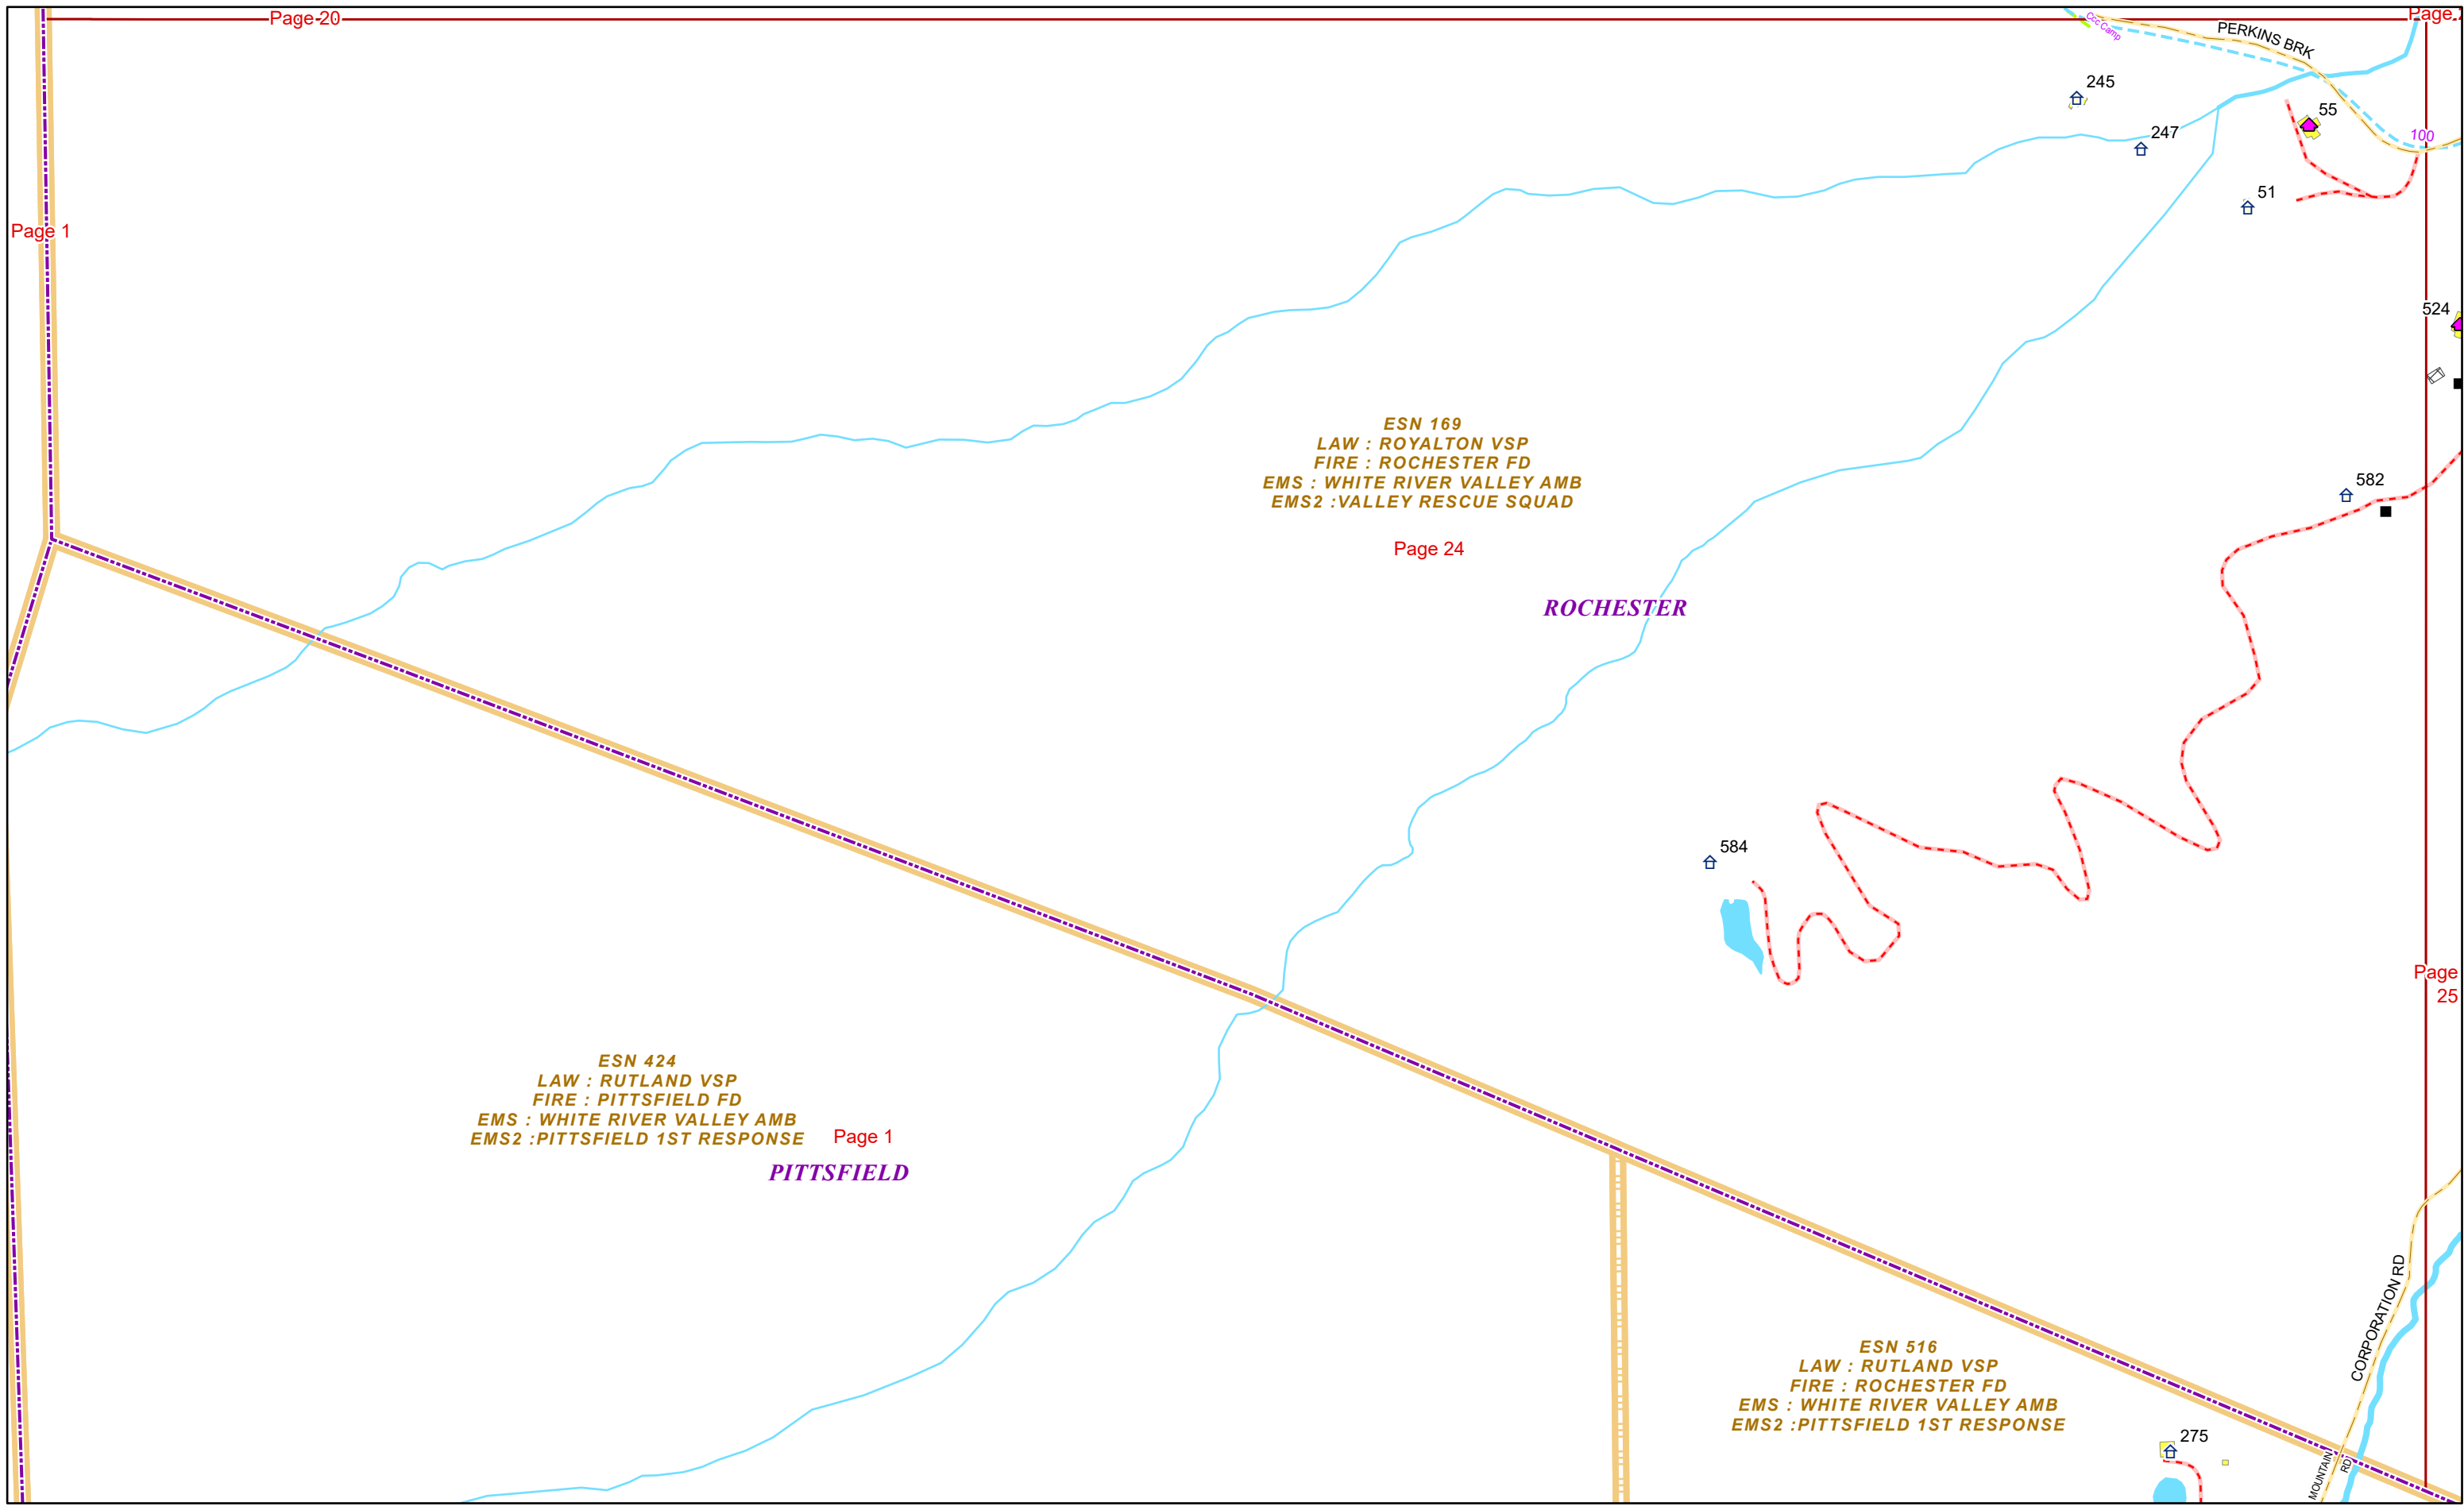 Page 20
Page
PERKINS BRK
Ccc Camp
245
55
247
100
51
Page 1
524
ESN 169
LAW : ROYALTON VSP
FIRE : ROCHESTER FD
EMS : WHITE RIVER VALLEY AMB
EMS2 :VALLEY RESCUE SQUAD
582
Page 24
ROCHESTER
584
Page
25
ESN 424
LAW : RUTLAND VSP
FIRE : PITTSFIELD FD
EMS : WHITE RIVER VALLEY AMB
EMS2 :PITTSFIELD 1ST RESPONSE
Page 1
PITTSFIELD
CORPORATION RD
ESN 516
LAW : RUTLAND VSP
FIRE : ROCHESTER FD
EMS : WHITE RIVER VALLEY AMB
EMS2 :PITTSFIELD 1ST RESPONSE
275
MOUNTAIN RD